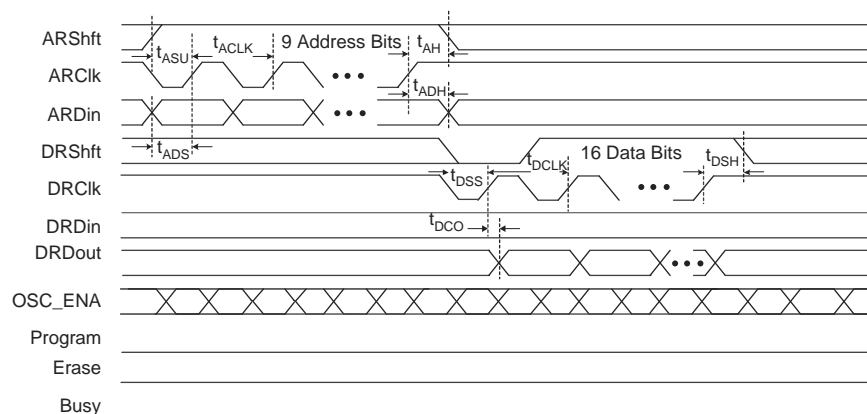 ARShft
tASU
tACLK
9 Address Bits
tAH
ARClk
tADH
ARDin
tADS
DRShft
16 Data Bits
tDCLK
tDSH
tDSS
DRClk
DRDin
tDCO
DRDout
OSC_ENA
Program
Erase
Busy